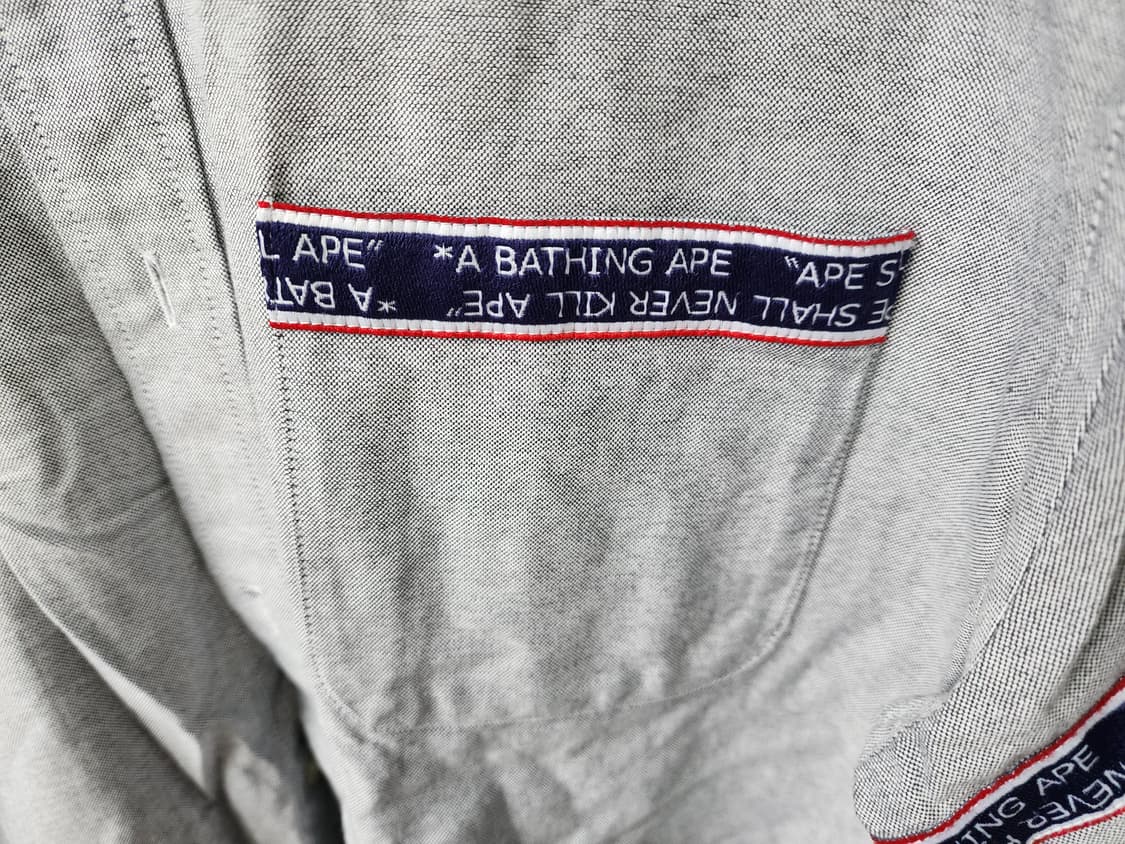 L APE”    *A BATHING APE    “APE S
*A BAT    “APE SHALL NEVER KILL APE”
ING APE
NEVER